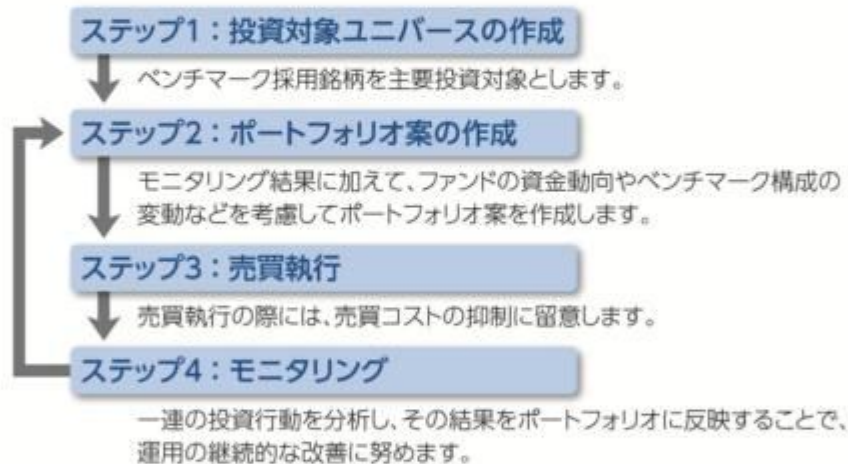 ステップ1：投資対象ユニバースの作成
ベンチマーク採用銘柄を主要投資対象とします。
ステップ2：ポートフォリオ案の作成
モニタリング結果に加えて、ファンドの資金動向やベンチマーク構成の
変動などを考慮してポートフォリオ案を作成します。
ステップ3：売買執行
売買執行の際には、売買コストの抑制に留意します。
ステップ4：モニタリング
一連の投資行動を分析し、その結果をポートフォリオに反映することで、
運用の継続的な改善に努めます。